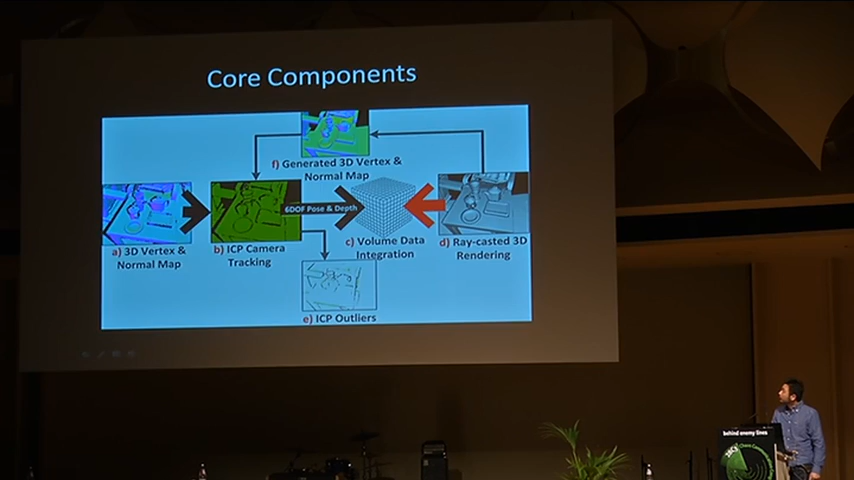 Core Components
f) Generated 3D Vertex &
Normal Map
6DOF Pose & Depth
a) 3D Vertex &
Normal Map
b) ICP Camera
Tracking
c) Volume Data
Integration
d) Ray-casted 3D
Rendering
e) ICP Outliers
behind enemy lines